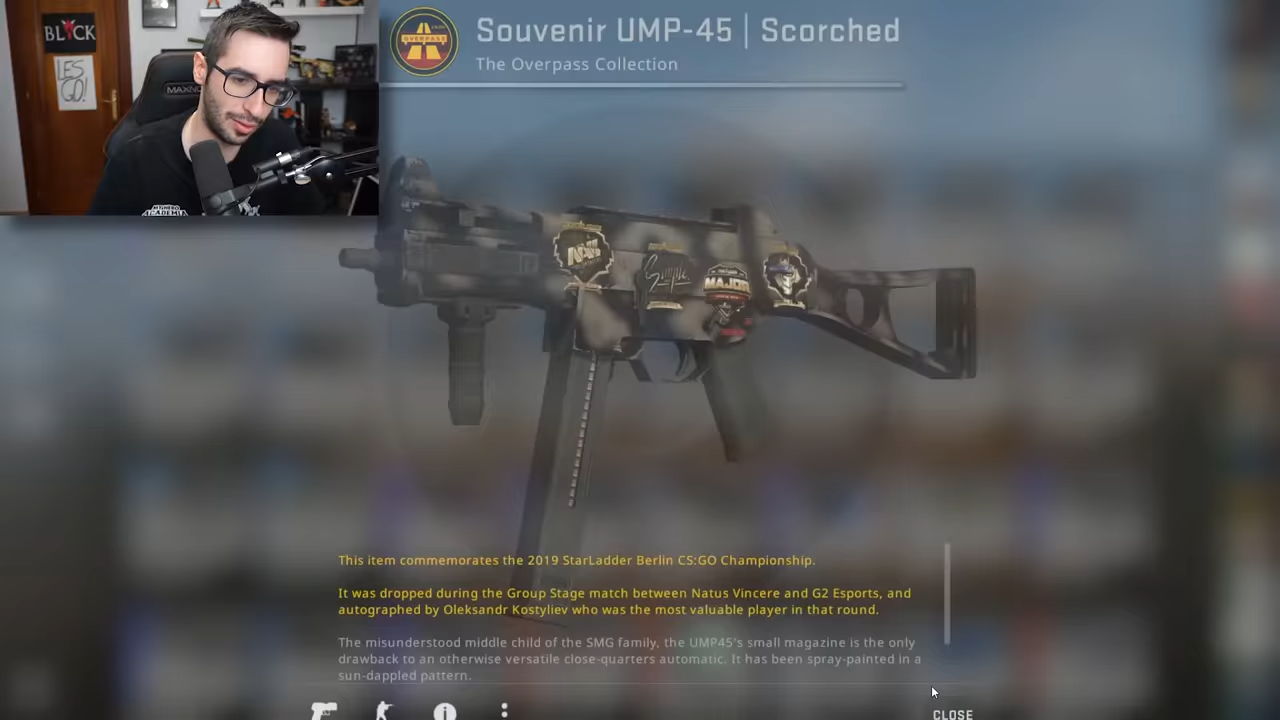 BLACK
LES
GO!
MAXNOMIC
OVERPASS
Souvenir UMP-45 | Scorched
The Overpass Collection
MAJOR
This item commemorates the 2019 StarLadder Berlin CS:GO Championship.
It was dropped during the Group Stage match between Natus Vincere and G2 Esports, and
autographed by Oleksandr Kostyliev who was the most valuable player in that round.
The misunderstood middle child of the SMG family, the UMP45's small magazine is the only
drawback to an otherwise versatile close-quarters automatic. It has been spray-painted in a
sun-dappled pattern.
CLOSE